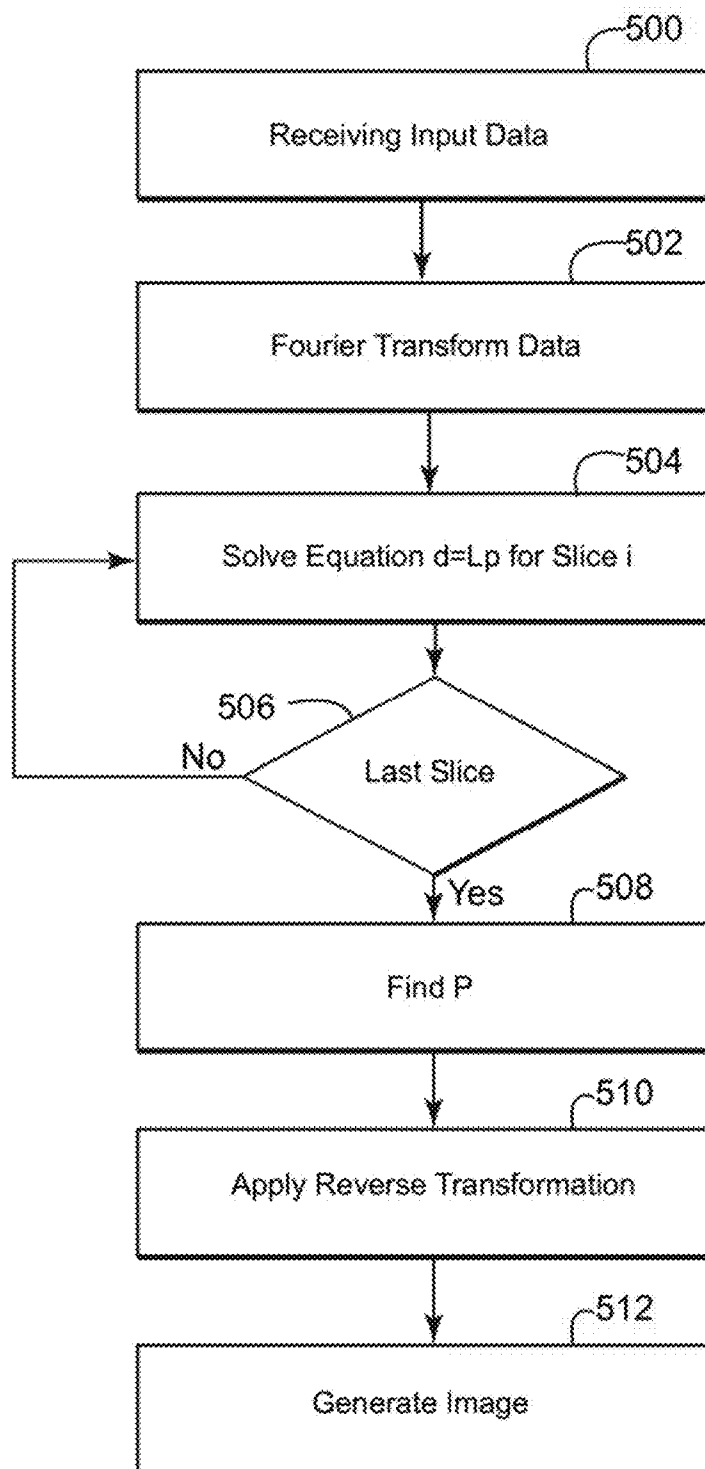 500
Receiving Input Data
502
Fourier Transform Data
504
Solve Equation d=Lp for Slice i
506
No
Last Slice
Yes
508
Find P
510
Apply Reverse Transformation
512
Generate Image